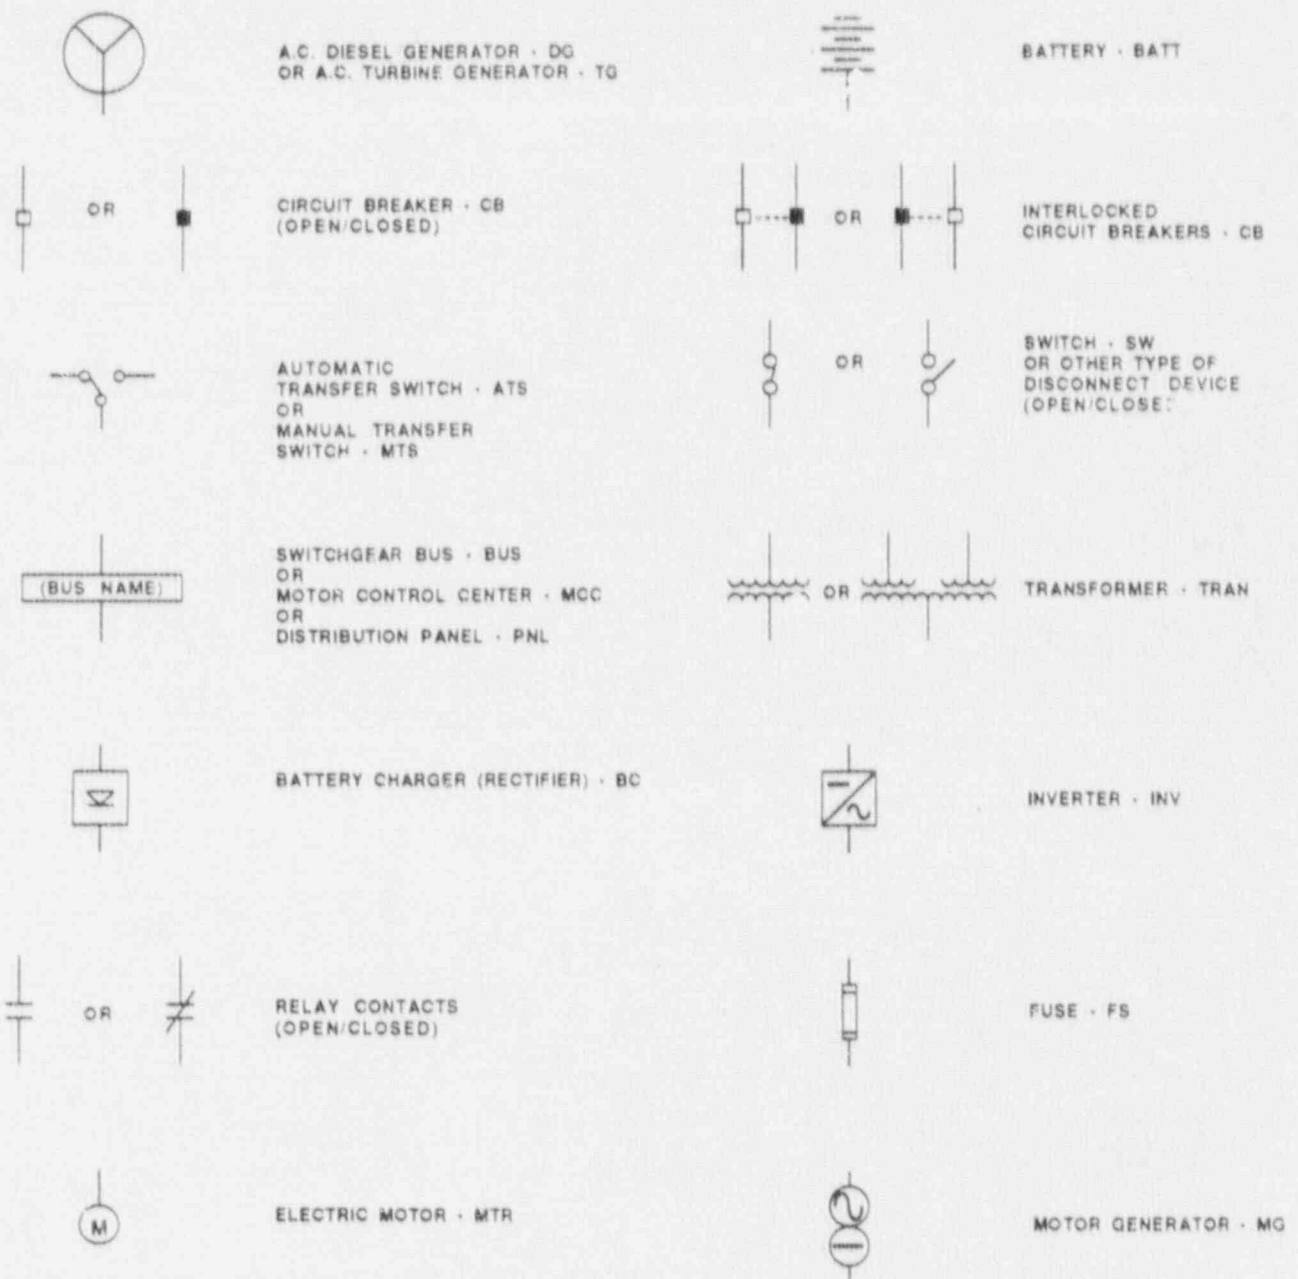 A.C. DIESEL GENERATOR - DG
OR A.C. TURBINE GENERATOR - TG
BATTERY - BATT
OR
CIRCUIT BREAKER - CB
(OPEN/CLOSED)
OR
INTERLOCKED
CIRCUIT BREAKERS - CB
AUTOMATIC
TRANSFER SWITCH - ATS
OR
MANUAL TRANSFER
SWITCH - MTS
OR
SWITCH - SW
OR OTHER TYPE OF
DISCONNECT DEVICE
(OPEN/CLOSE
(BUS NAME)
SWITCHGEAR BUS - BUS
OR
MOTOR CONTROL CENTER - MCC
OR
DISTRIBUTION PANEL - PNL
OR
TRANSFORMER - TRAN
BATTERY CHARGER (RECTIFIER) - BC
INVERTER - INV
OR
RELAY CONTACTS
(OPEN/CLOSED)
FUSE - FS
M
ELECTRIC MOTOR - MTR
MOTOR GENERATOR - MG